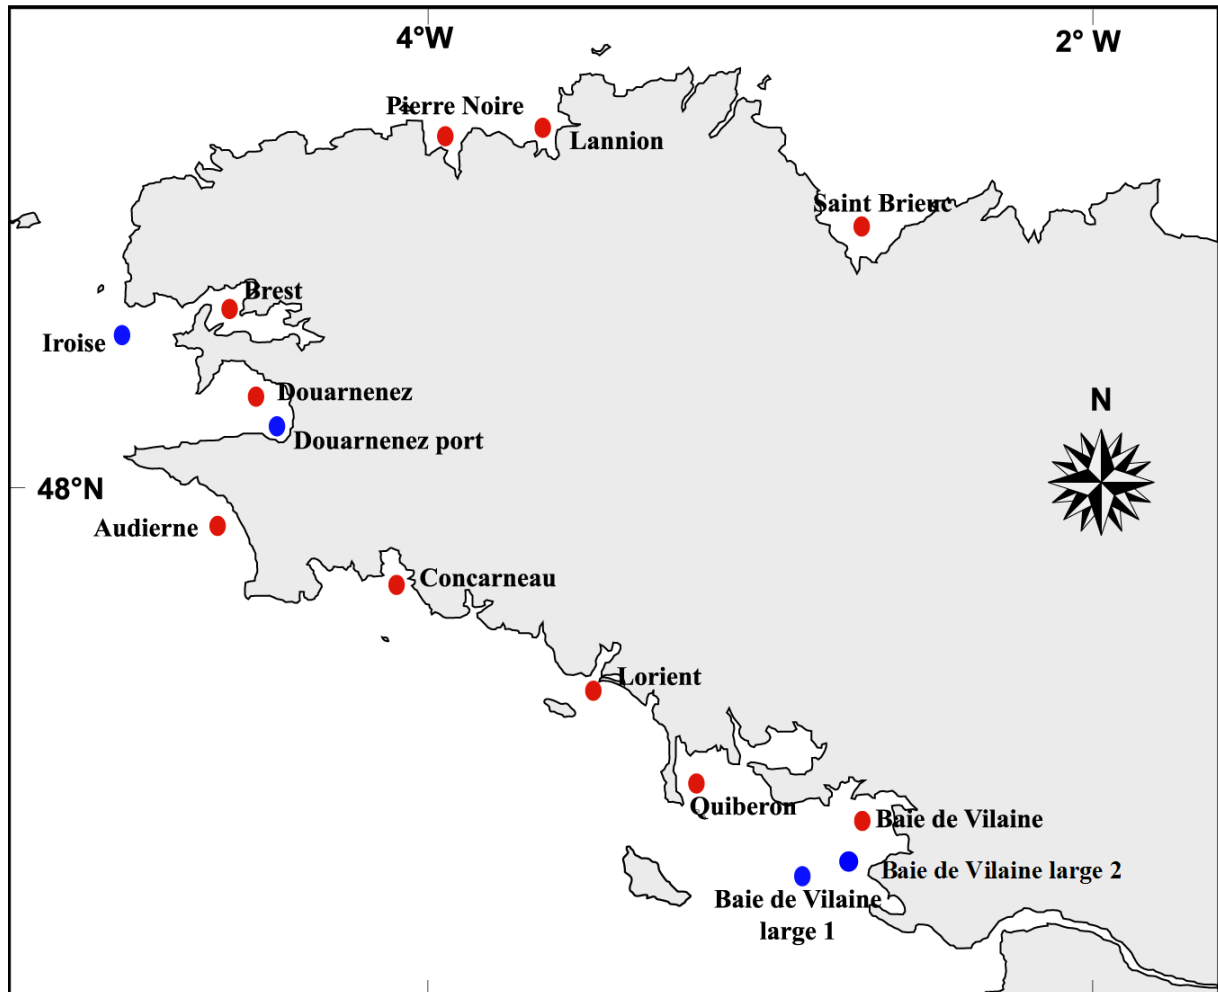 4°W
2° W
Pierre Noire
Lannion
Saint Brieuc
Brest
Iroise
Douarnenez
N
Douarnenez port
48°N
Audierne
Concarneau
Lorient
Quiberon
Baie de Vilaine
Baie de Vilaine large 2
Baie de Vilaine
large 1